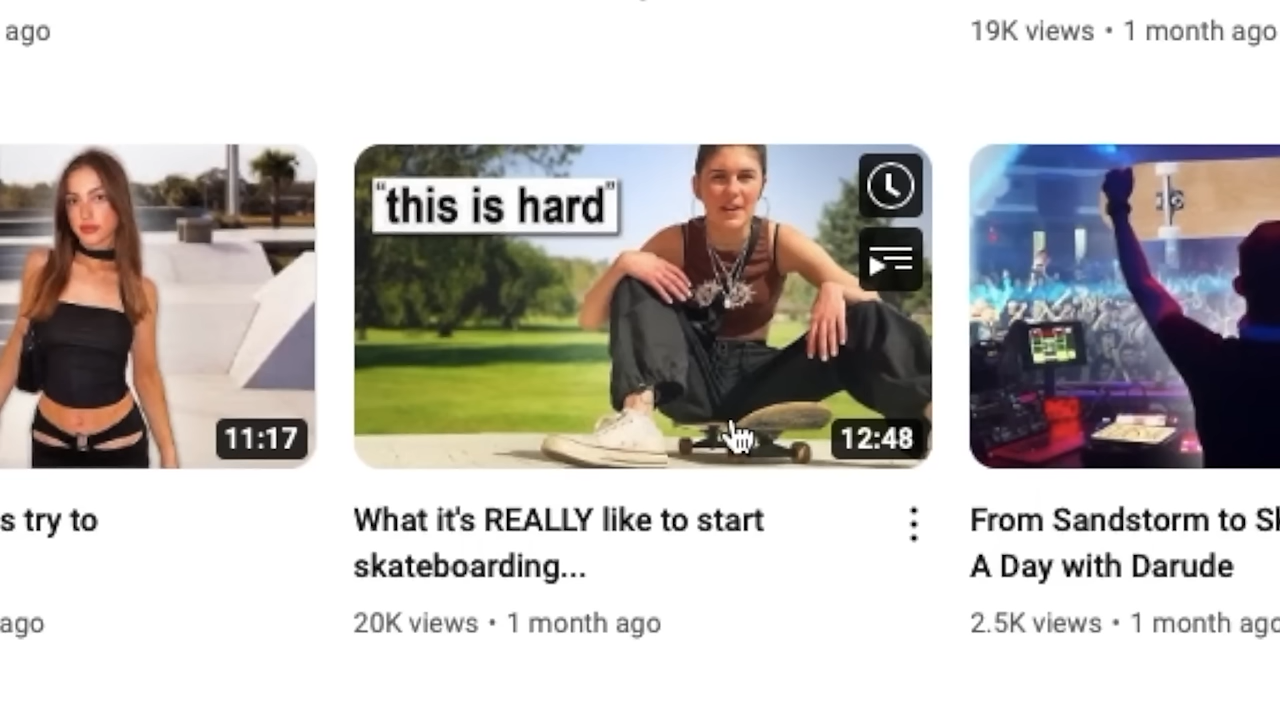 ago
19K views • 1 month ago
"this is hard"
11:17
12:48
s try to
What it's REALLY like to start
skateboarding...
From Sandstorm to
A Day with Darude
ago
20K views • 1 month ago
2.5K views • 1 month ago